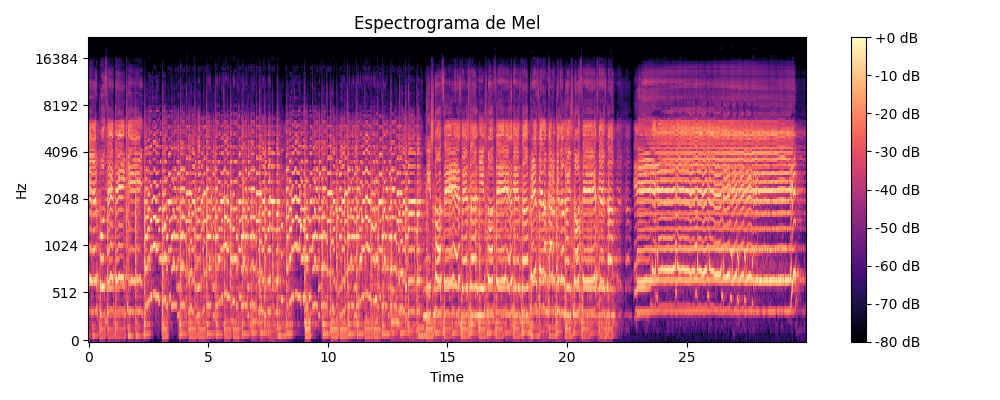 Espectrograma de Mel
Hz
16384
8192
4096
2048
1024
512
0
0 5 10 15 20 25
Time
+0 dB
-10 dB
-20 dB
-30 dB
-40 dB
-50 dB
-60 dB
-70 dB
-80 dB